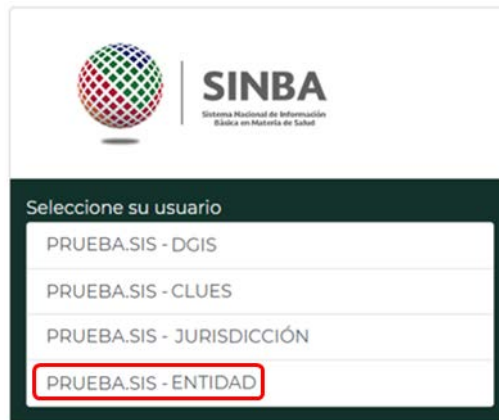 SINBA
Sistema Nacional de Información
Básica en Materia de Salud
Seleccione su usuario
PRUEBA.SIS - DGIS
PRUEBA.SIS - CLUES
PRUEBA.SIS - JURISDICCIÓN
PRUEBA.SIS - ENTIDAD